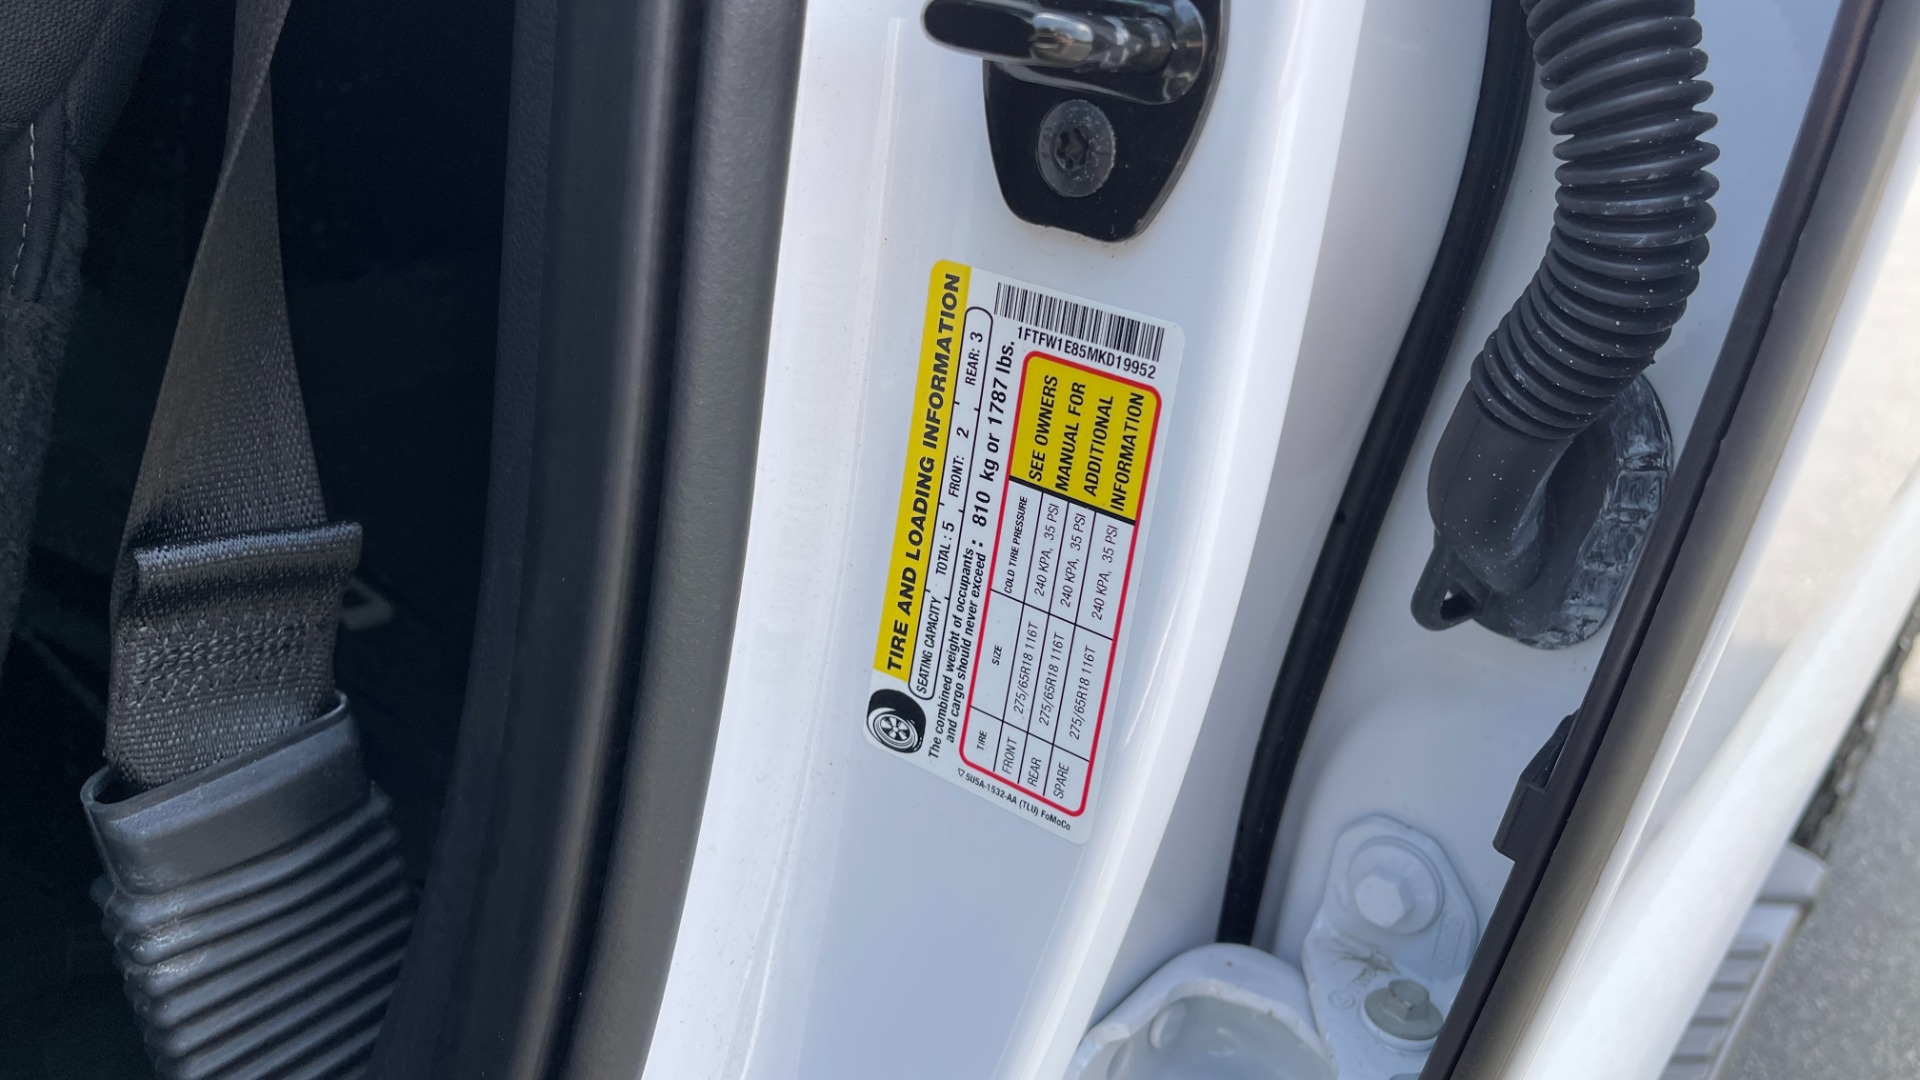 TIRE AND LOADING INFORMATION
SEATING CAPACITY TOTAL: 5 FRONT: 2 REAR: 3
The combined weight of occupants
and cargo should never exceed : 810 kg or 1787 lbs.
1FTFW1E85MKD19952
TIRE SIZE COLD TIRE PRESSURE
FRONT 275/65R18 116T 240 KPA, 35 PSI
REAR 275/65R18 116T 240 KPA, 35 PSI
SPARE 275/65R18 116T 240 KPA, 35 PSI
SEE OWNERS
MANUAL FOR
ADDITIONAL
INFORMATION
5U5A-1532-AA (TLU) FoMoCo